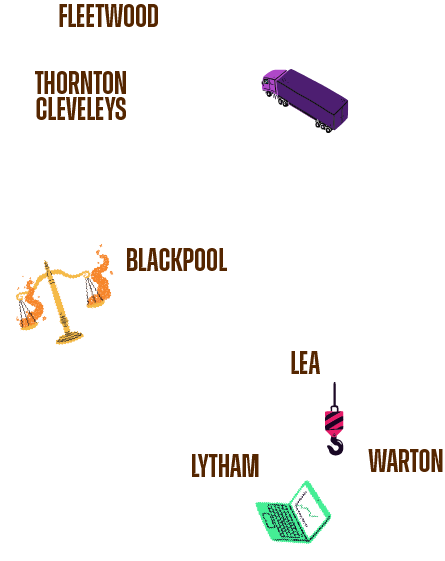 FLEETWOOD
THORNTON
CLEVELEYS
BLACKPOOL
LEA
LYTHAM
WARTON